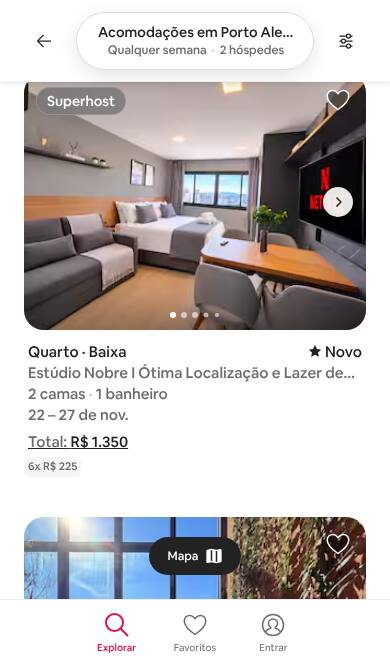 Acomodações em Porto Ale...
Qualquer semana · 2 hóspedes
Superhost
N
Quarto · Baixa
★ Novo
Estúdio Nobre I Ótima Localização e Lazer de...
2 camas · 1 banheiro
22 – 27 de nov.
Total: R$ 1.350
6x R$ 225
Mapa
Explorar
Favoritos
Entrar